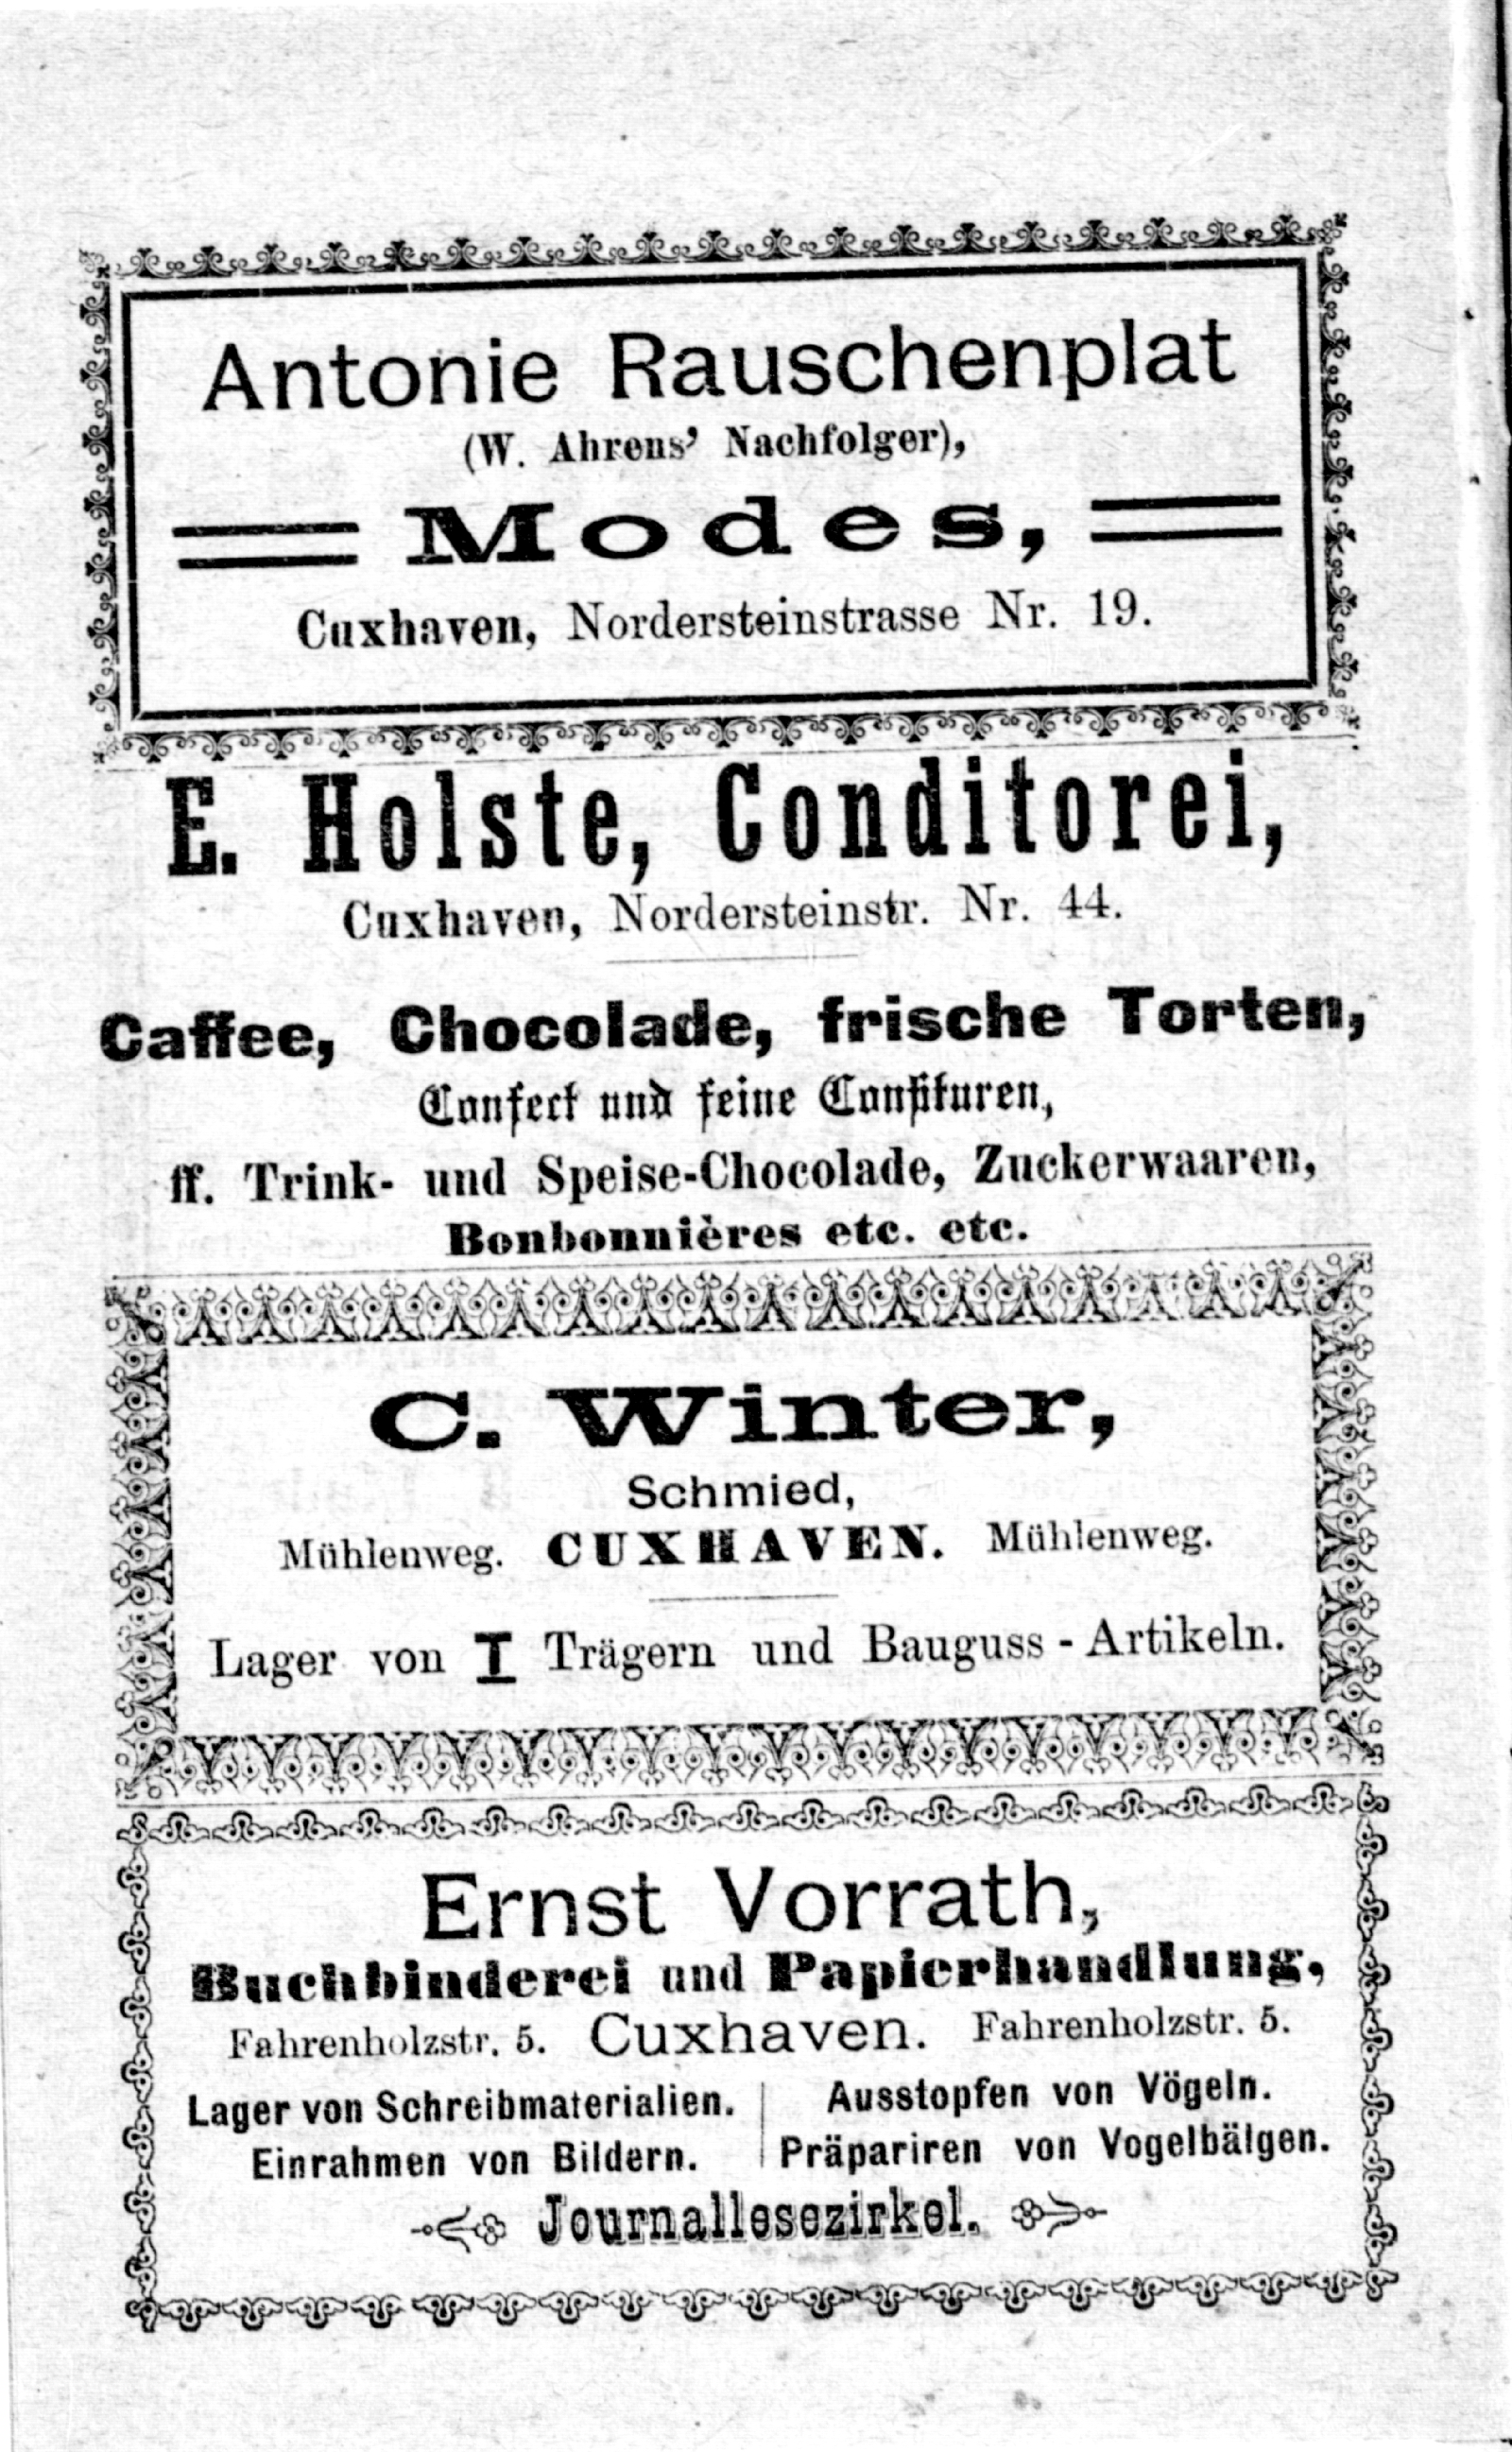 Antonie Rauschenplat
(W. Ahrens' Nachfolger),
Modes,
Cuxhaven, Nordersteinstrasse Nr. 19.
E. Holste, Conditorei,
Cuxhaven, Nordersteinstr. Nr. 44.
Caffee, Chocolade, frische Torten,
Confect und feine Confituren,
ff. Trink- und Speise-Chocolade, Zuckerwaaren,
Bonbonnières etc. etc.
C. Winter,
Schmied,
Mühlenweg. CUXHAVEN. Mühlenweg.
Lager von I Trägern und Bauguss-Artikeln.
Ernst Vorrath,
Buchbinderei und Papierhandlung,
Fahrenholzstr. 5. Cuxhaven. Fahrenholzstr. 5.
Lager von Schreibmaterialien.
Einrahmen von Bildern.
Ausstopfen von Vögeln.
Präpariren von Vogelbälgen.
Journallesezirkel.